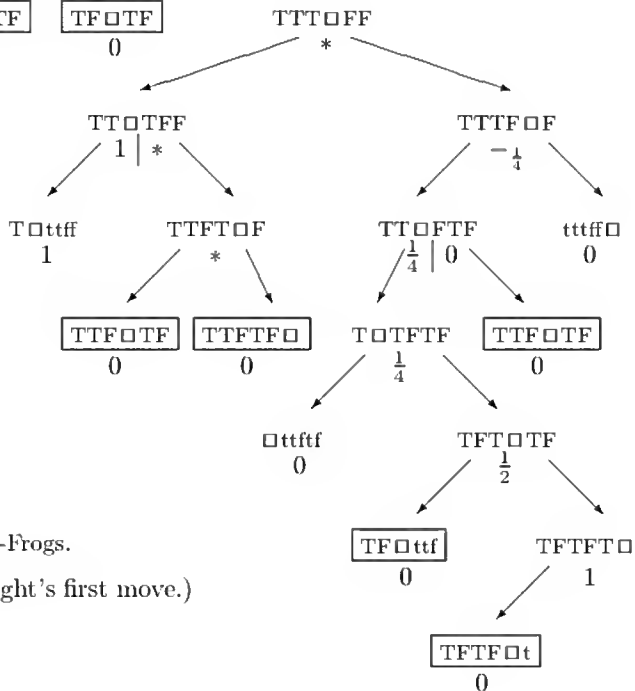 TF TF□TF TTT□FF
0 *
TT□TFF TTTF□F
1 | * −1/4
T□ttff TTFT□F TT□FTF tttff□
1 * 1/4 | 0 0
TTF□TF TTFTF□ T□TFTF TTF□TF
0 0 1/4 0
□ttftf TFT□TF
0 1/2
-Frogs. TF□ttf TFTFT□
ght's first move.) 0 1
TFTF□t
0